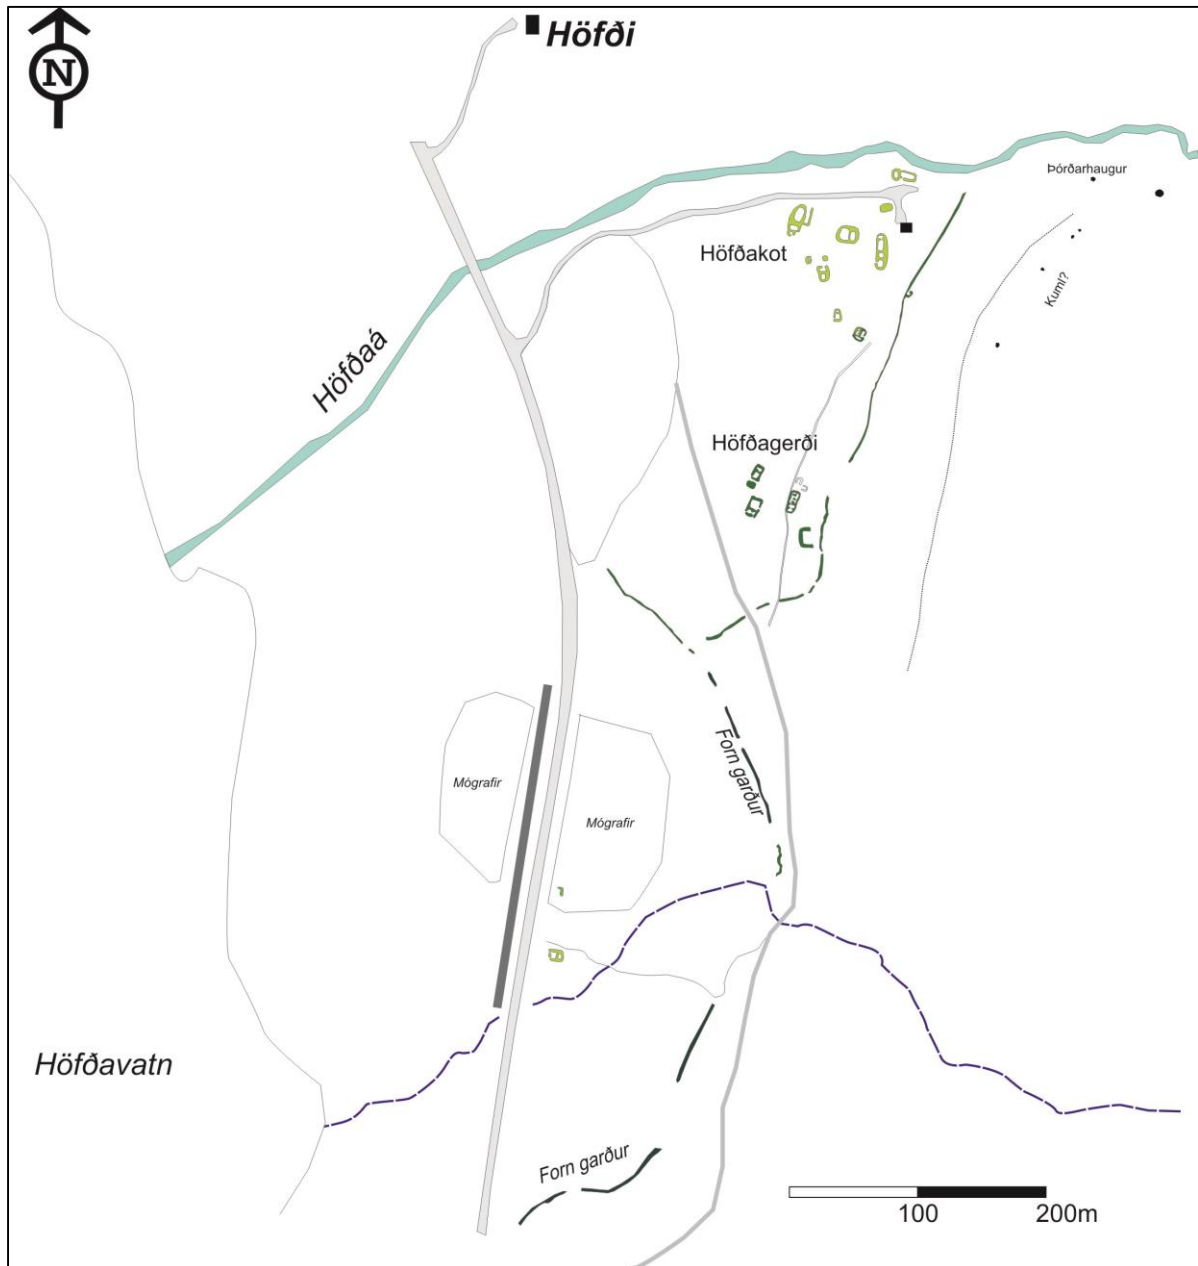 N
Höfði
Þórðarhaugur
Höfðakot
Kuml?
Höfðaá
Höfðagerði
Forn garður
Mógrafir
Mógrafir
Höfðavatn
Forn garður
100 200m